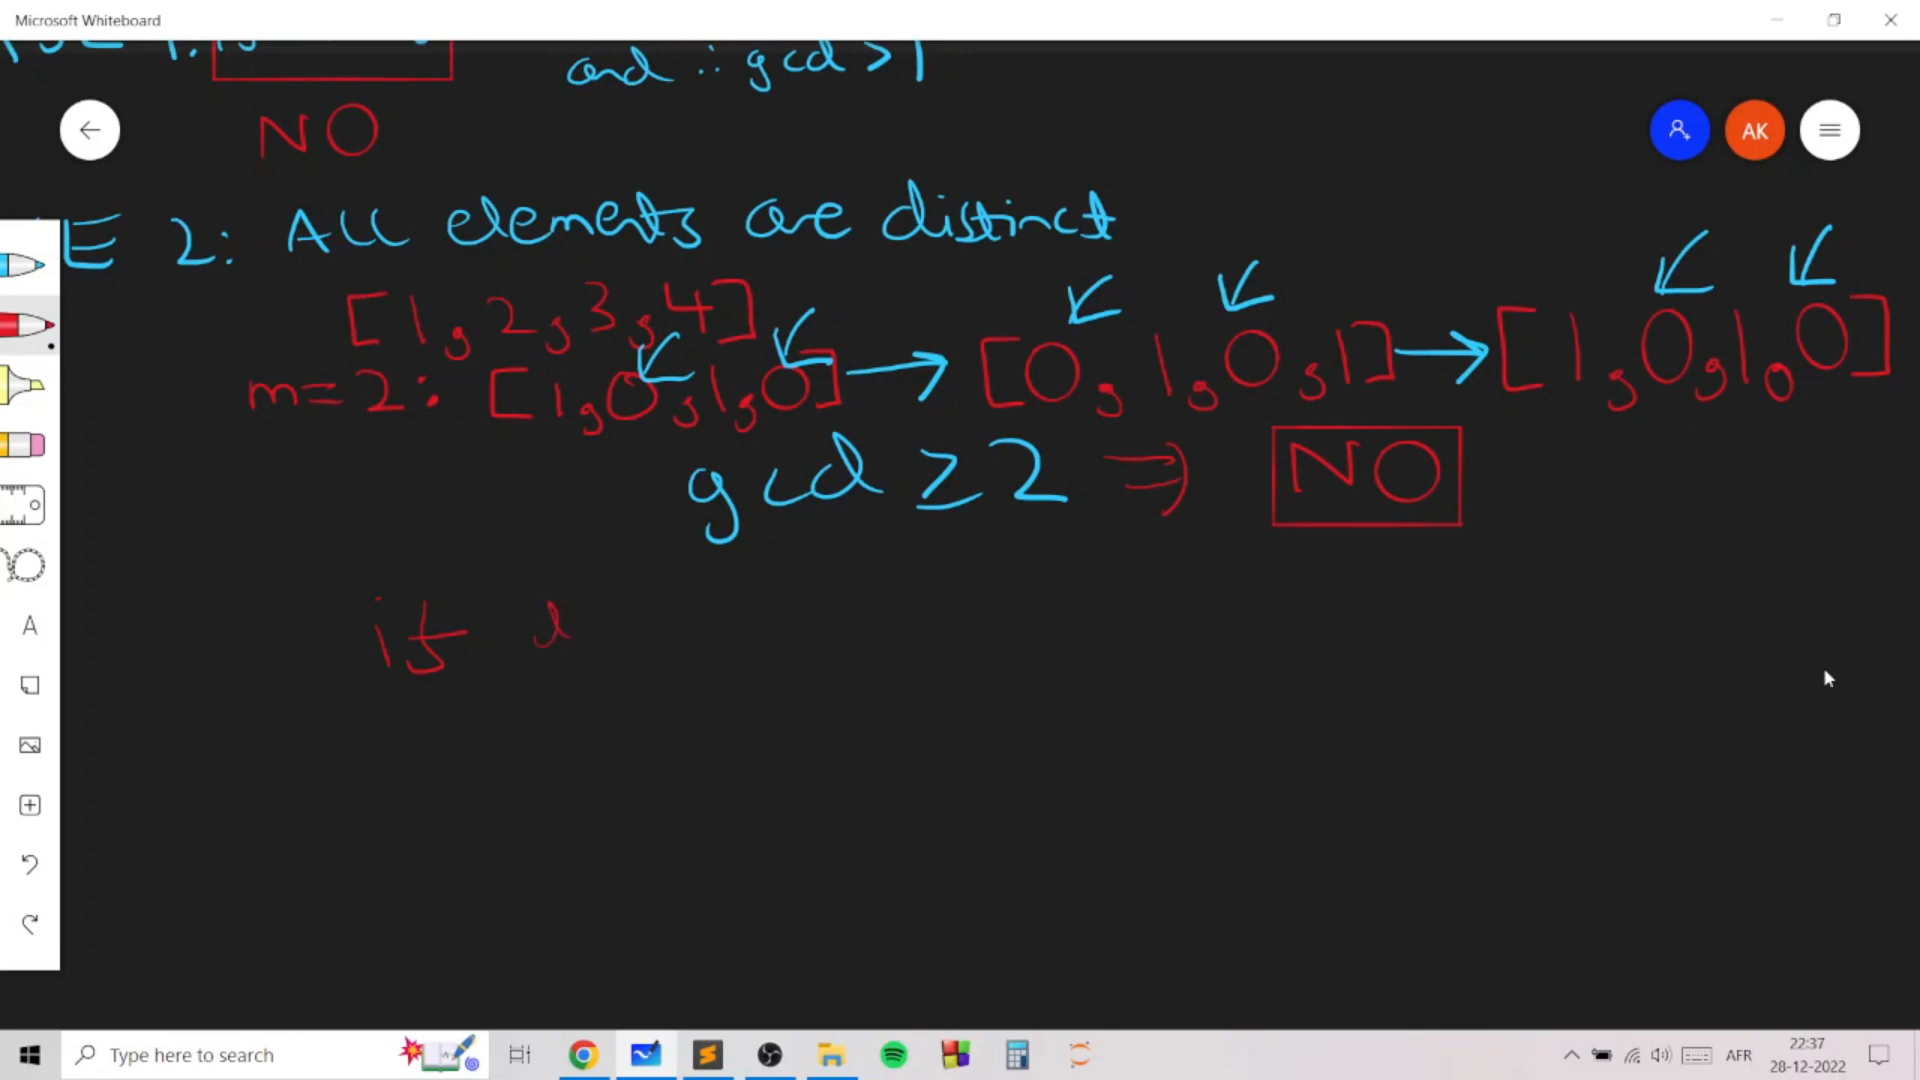 Microsoft Whiteboard
and ∴ gcd > 1
NO
AK
E 2: All elements are distinct
[1, 2, 3, 4]
m = 2: [1, 0, 1, 0] → [0, 1, 0, 1] → [1, 0, 1, 0]
gcd ≥ 2 ⇒ NO
if
A
Type here to search
AFR
22:37
28-12-2022